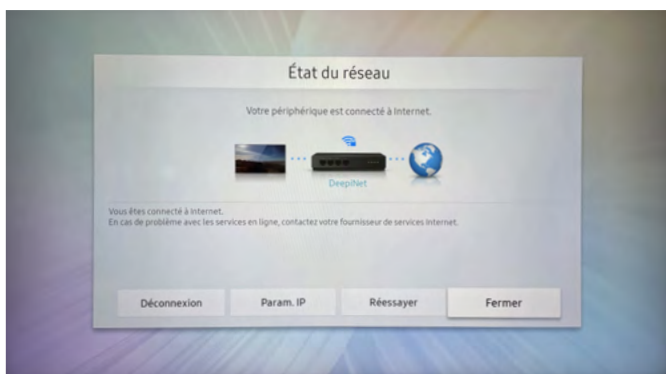 État du réseau
Votre périphérique est connecté à Internet.
DeepiNet
Vous êtes connecté à Internet.
En cas de problème avec les services en ligne, contactez votre fournisseur de services Internet.
Déconnexion
Param. IP
Réessayer
Fermer